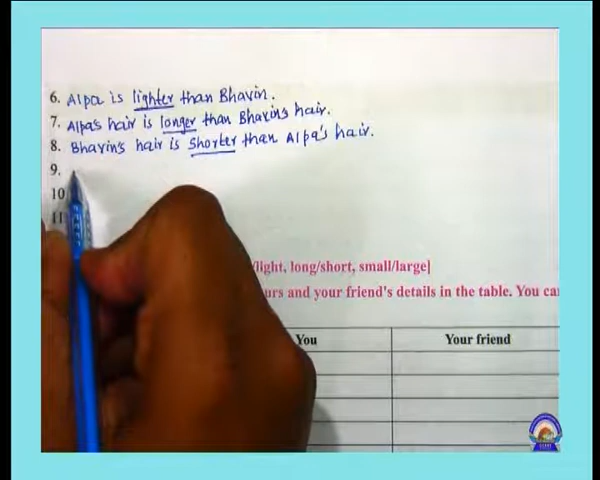 6. Alpa is lighter than Bhavin.
7. Alpa's hair is longer than Bhavin's hair.
8. Bhavin's hair is shorter than Alpa's hair.
9.
10
11
/light, long/short, small/large]
urs and your friend's details in the table. You ca
You Your friend